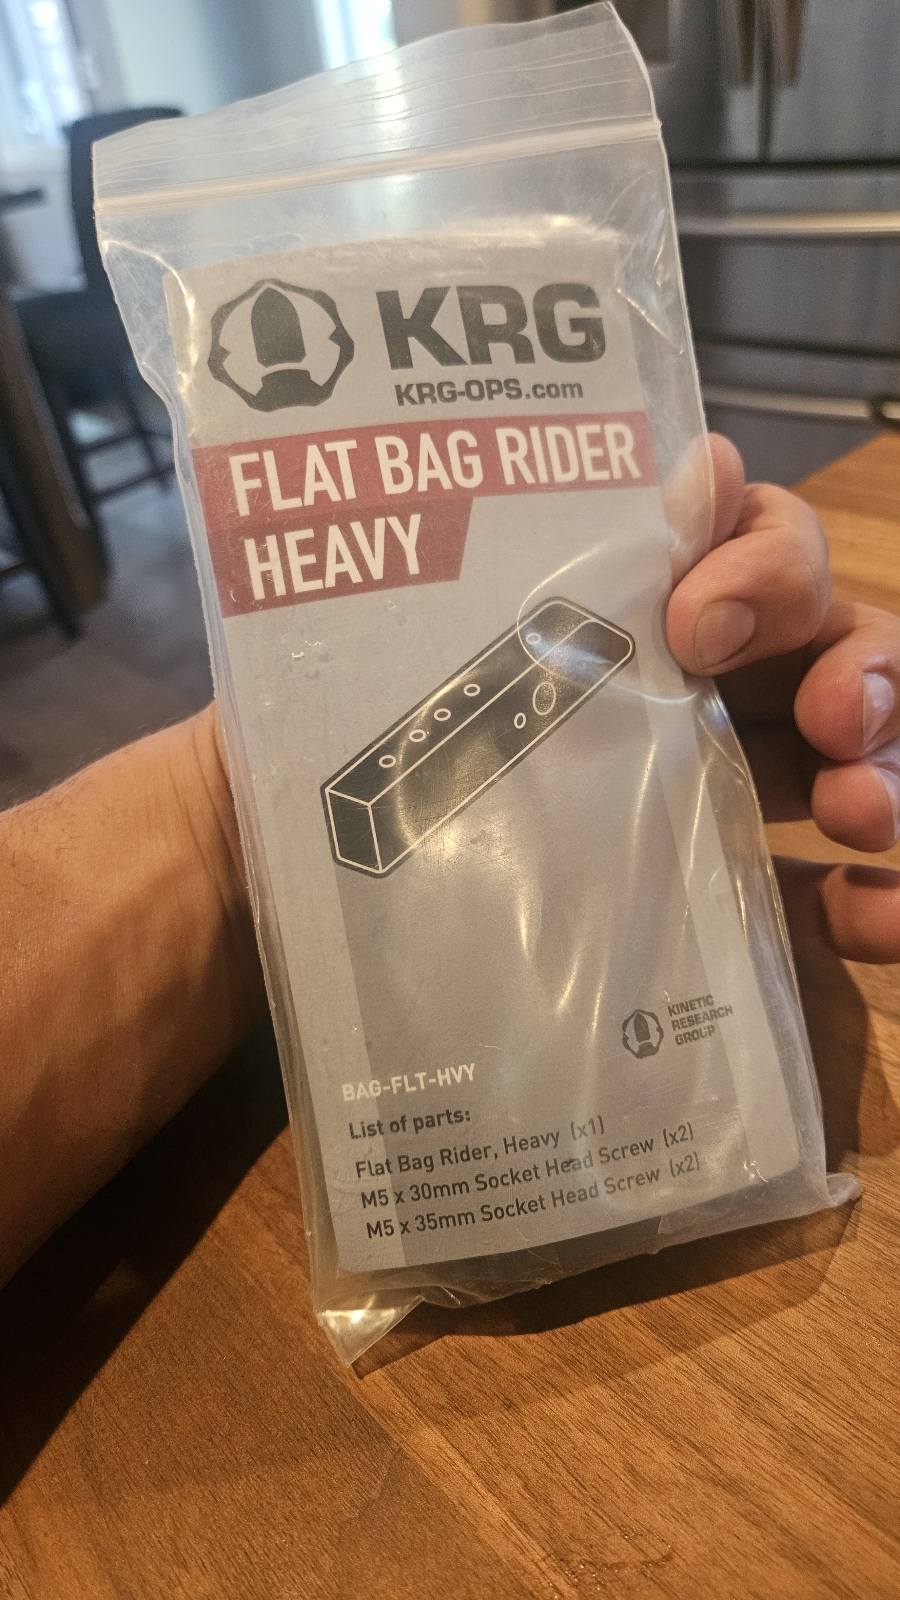 KRG
KRG-OPS.com
FLAT BAG RIDER
HEAVY
KINETIC
RESEARCH
GROUP
BAG-FLT-HVY
List of parts:
Flat Bag Rider, Heavy (x1)
M5 x 30mm Socket Head Screw (x2)
M5 x 35mm Socket Head Screw (x2)